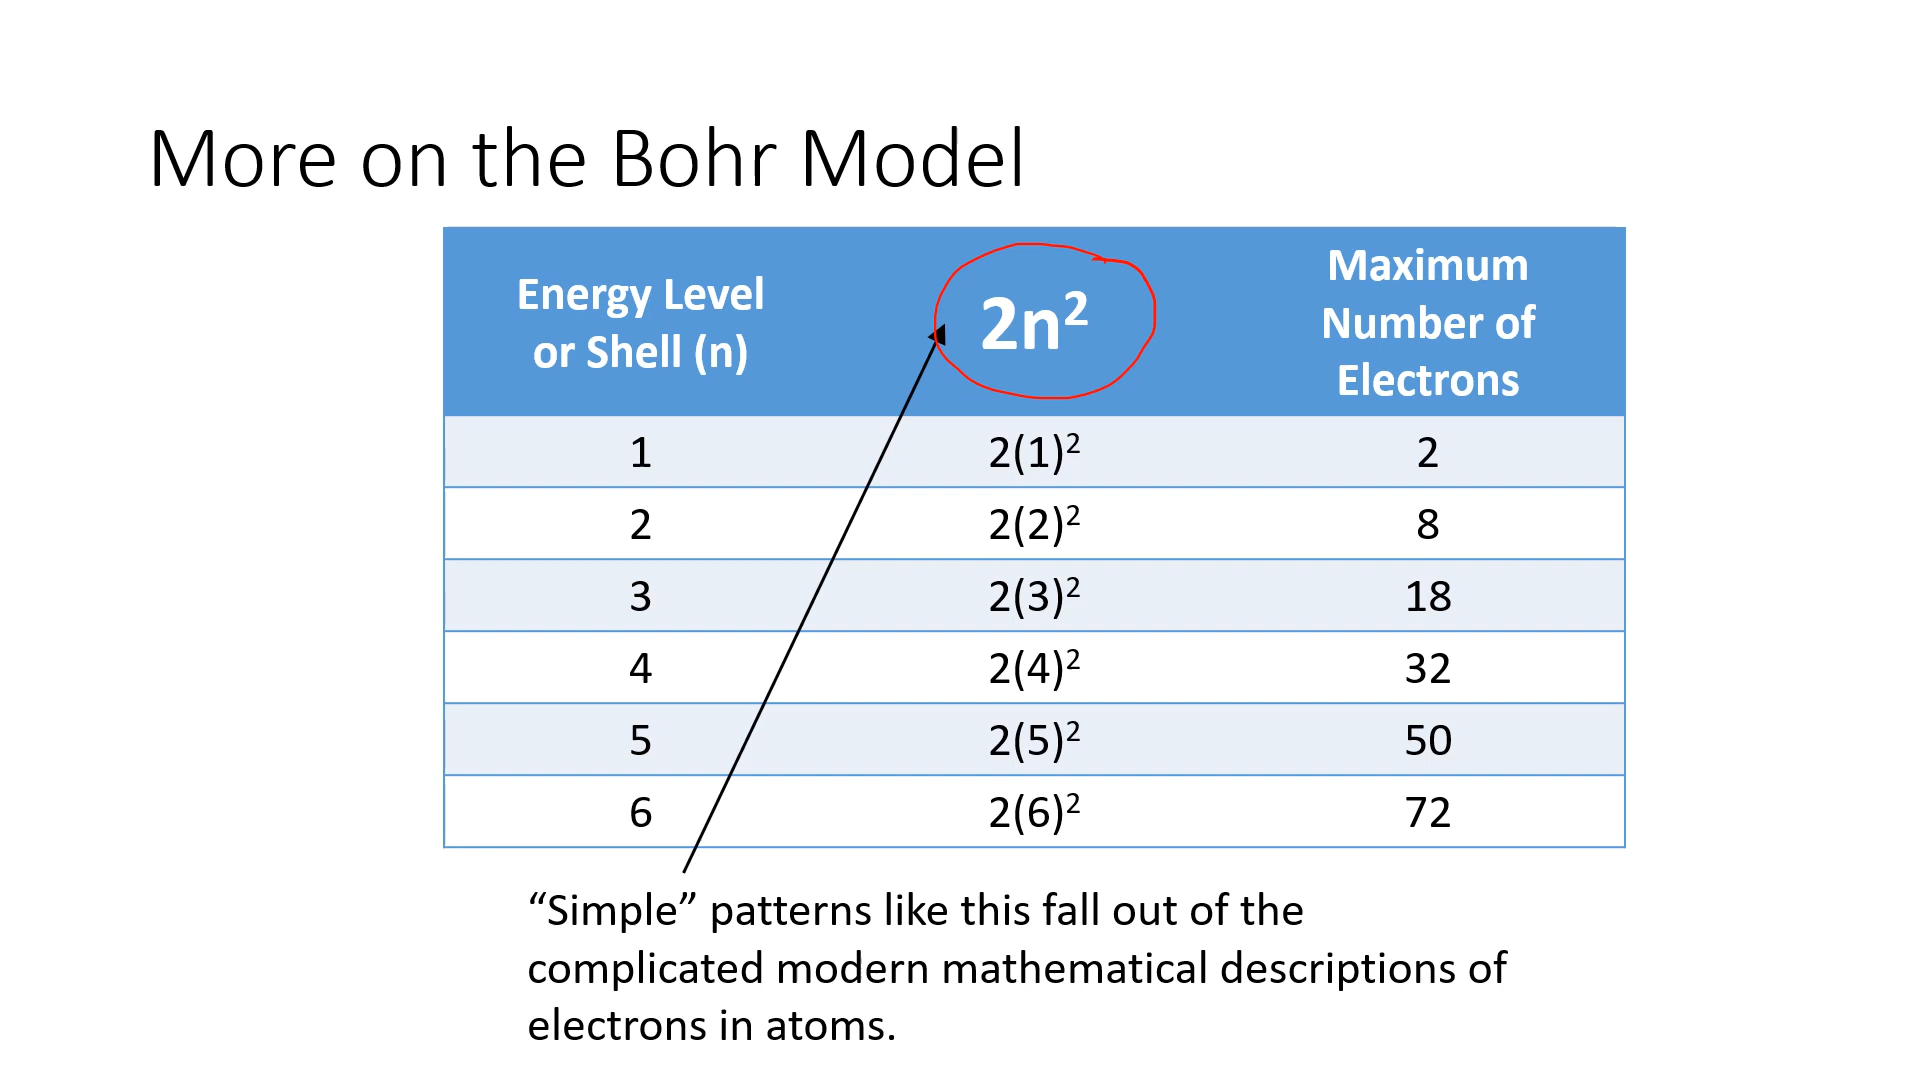 More on the Bohr Model
Energy Level
or Shell (n)
2n²
Maximum
Number of
Electrons
1 2(1)² 2
2 2(2)² 8
3 2(3)² 18
4 2(4)² 32
5 2(5)² 50
6 2(6)² 72
“Simple” patterns like this fall out of the
complicated modern mathematical descriptions of
electrons in atoms.